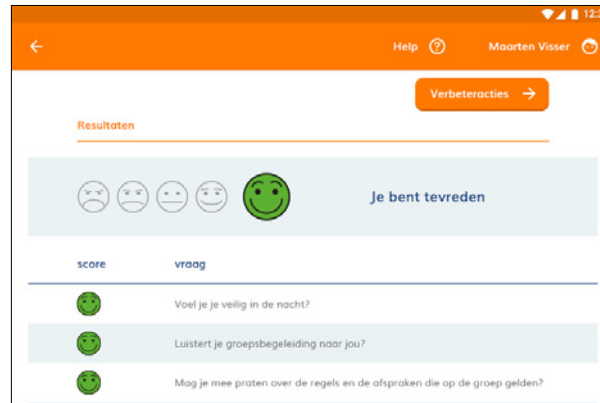 12:3
Help
Maarten Visser
Verbeteracties
Resultaten
Je bent tevreden
score vraag
Voel je je veilig in de nacht?
Luistert je groepsbegeleiding naar jou?
Mag je mee praten over de regels en de afspraken die op de groep gelden?